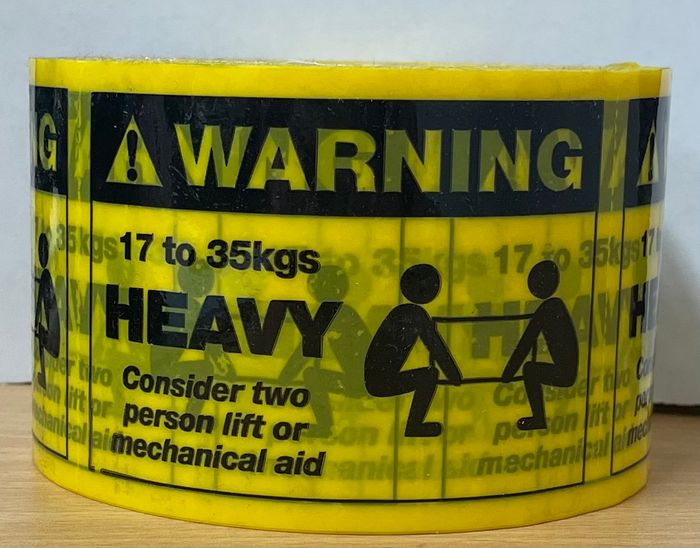 WARNING
17 to 35kgs
HEAVY
Consider two
person lift or
mechanical aid